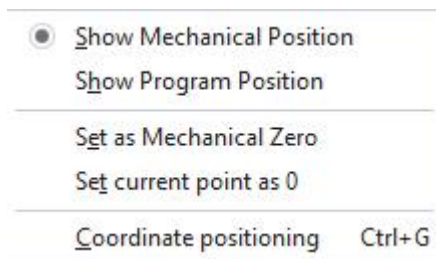 Show Mechanical Position
Show Program Position
Set as Mechanical Zero
Set current point as 0
Coordinate positioning Ctrl+G